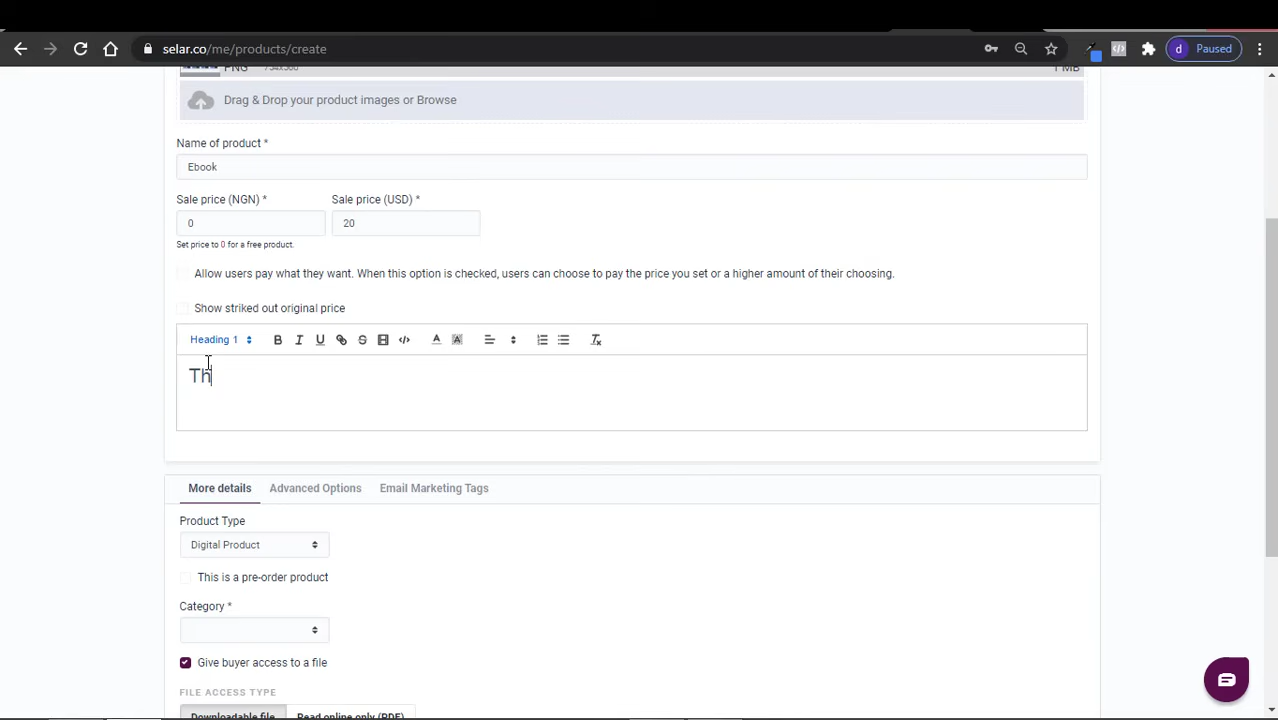 selar.co/me/products/create
d Paused
PNG 734x380 1 MB
Drag & Drop your product images or Browse
Name of product *
Ebook
Sale price (NGN) * Sale price (USD) *
0 20
Set price to 0 for a free product.
Allow users pay what they want. When this option is checked, users can choose to pay the price you set or a higher amount of their choosing.
Show striked out original price
Heading 1 B I U S A A
Th
More details Advanced Options Email Marketing Tags
Product Type
Digital Product
This is a pre-order product
Category *
Give buyer access to a file
FILE ACCESS TYPE
Downloadable file Read online only (PDF)